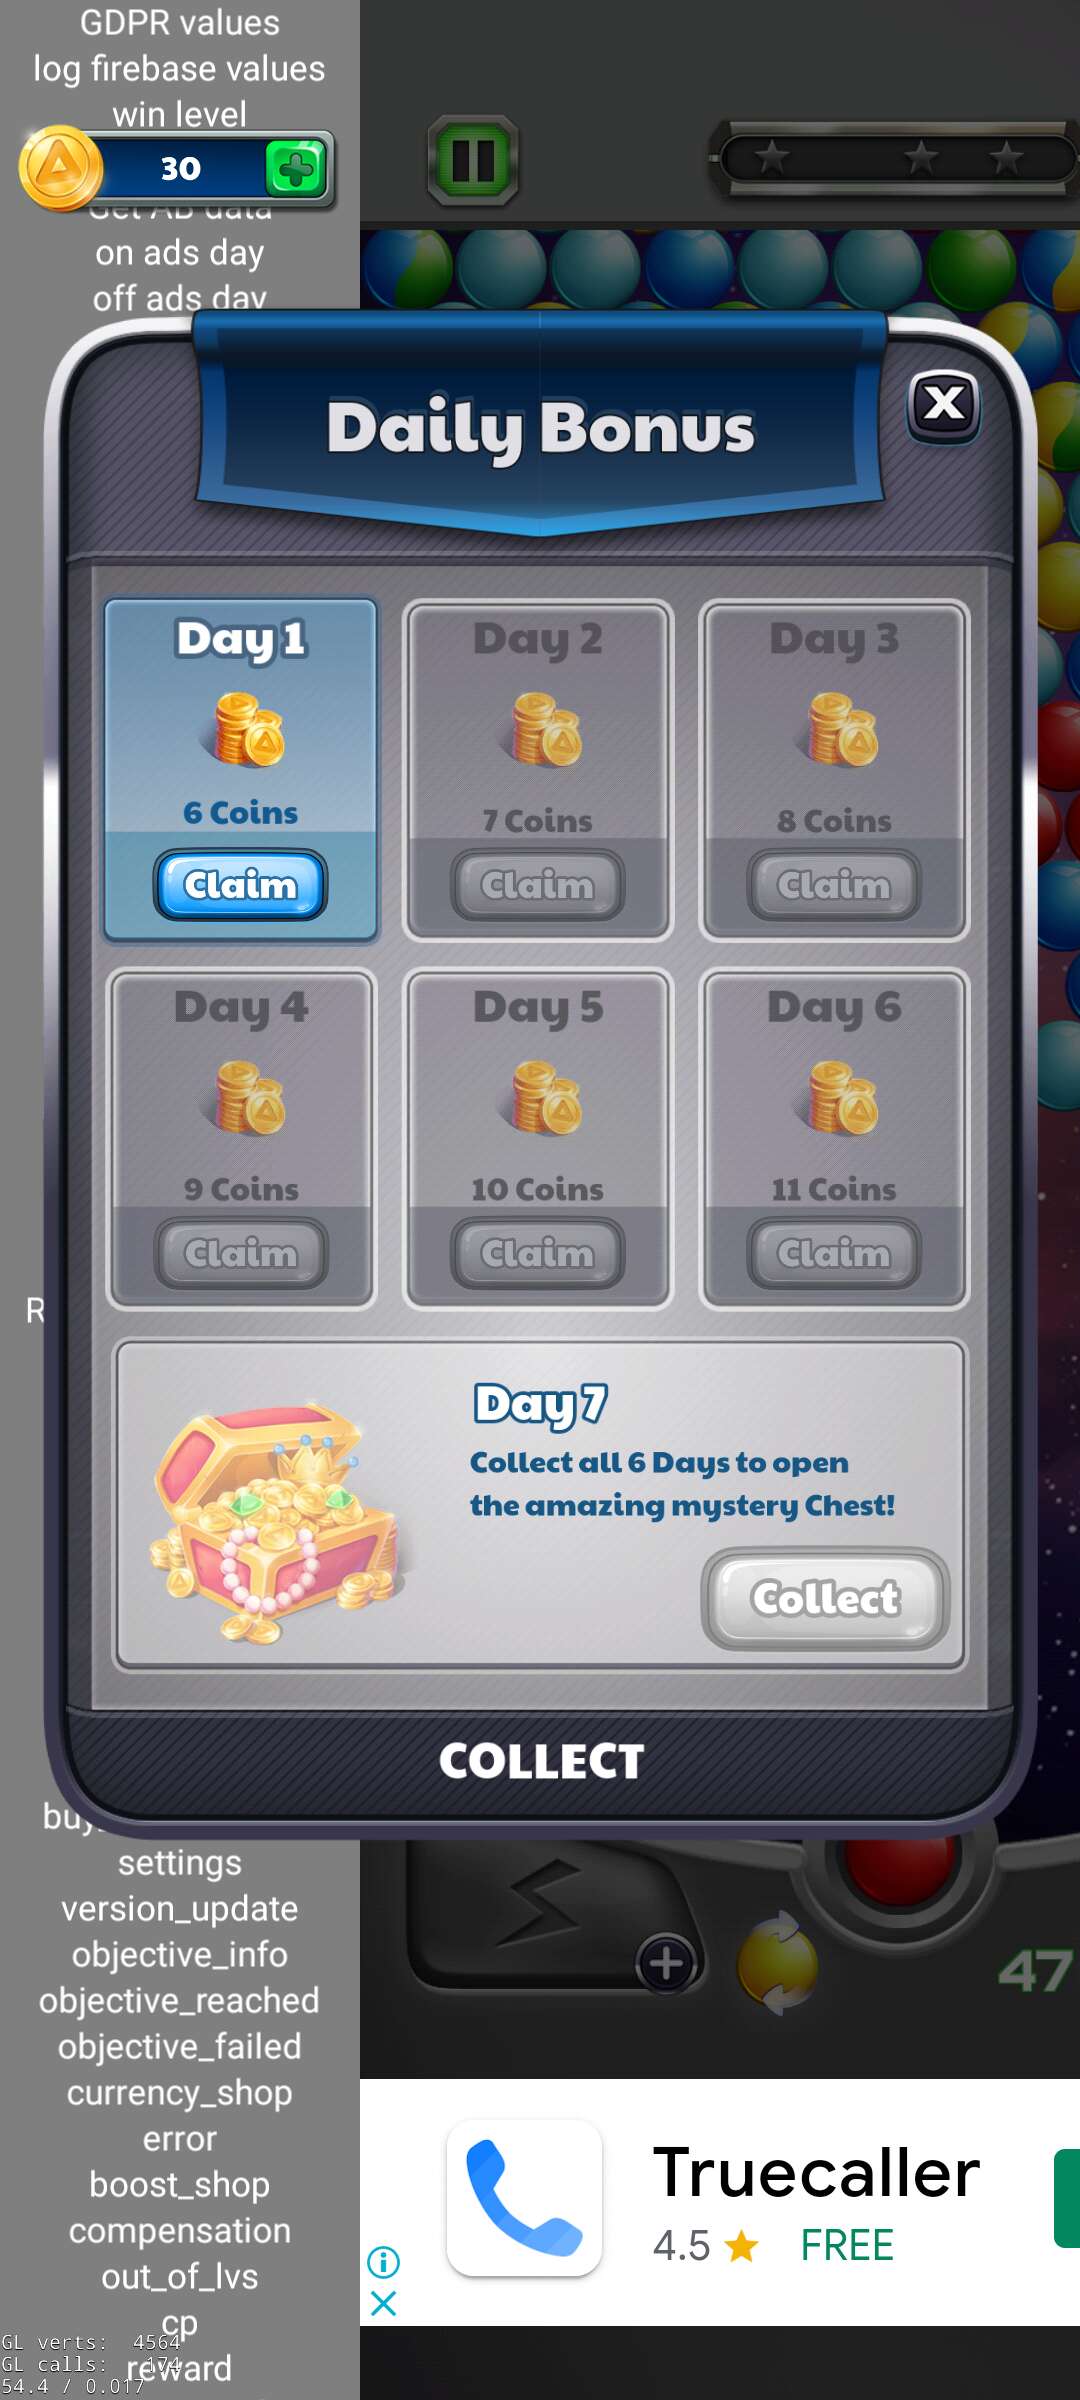 GDPR values
log firebase values
win level
30
Get AB data
on ads day
off ads day
Daily Bonus
X
Day 1
Day 2
Day 3
6 Coins
7 Coins
8 Coins
Claim
Claim
Claim
Day 4
Day 5
Day 6
9 Coins
10 Coins
11 Coins
Claim
Claim
Claim
R
Day 7
Collect all 6 Days to open
the amazing mystery Chest!
Collect
COLLECT
buy
settings
version_update
objective_info
objective_reached
47
objective_failed
currency_shop
error
boost_shop
Truecaller
4.5 FREE
compensation
out_of_lvs
cp
GL verts: 4564
GL calls: 174
reward
54.4 / 0.017